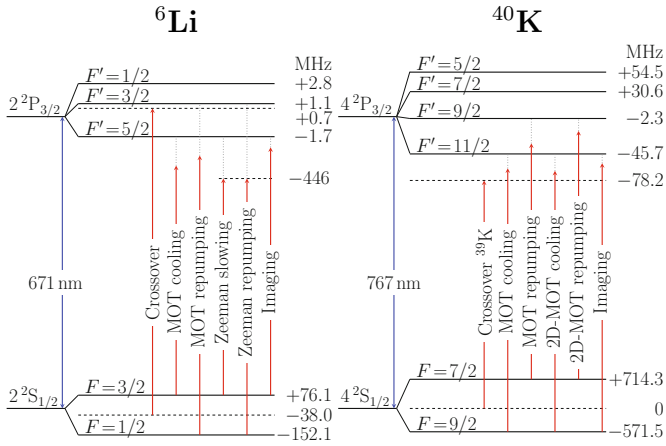 ⁶Li
⁴⁰K
MHz
F′=1/2
+2.8
F′=3/2
+1.1
2 ²P₃/₂
+0.7
F′=5/2
−1.7
−446
671 nm
Crossover
MOT cooling
MOT repumping
Zeeman slowing
Zeeman repumping
Imaging
F=3/2
+76.1
2 ²S₁/₂
−38.0
F=1/2
−152.1
MHz
F′=5/2
+54.5
F′=7/2
+30.6
4 ²P₃/₂
F′=9/2
−2.3
F′=11/2
−45.7
−78.2
767 nm
Crossover ³⁹K
MOT cooling
MOT repumping
2D-MOT cooling
2D-MOT repumping
Imaging
F=7/2
+714.3
4 ²S₁/₂
0
F=9/2
−571.5